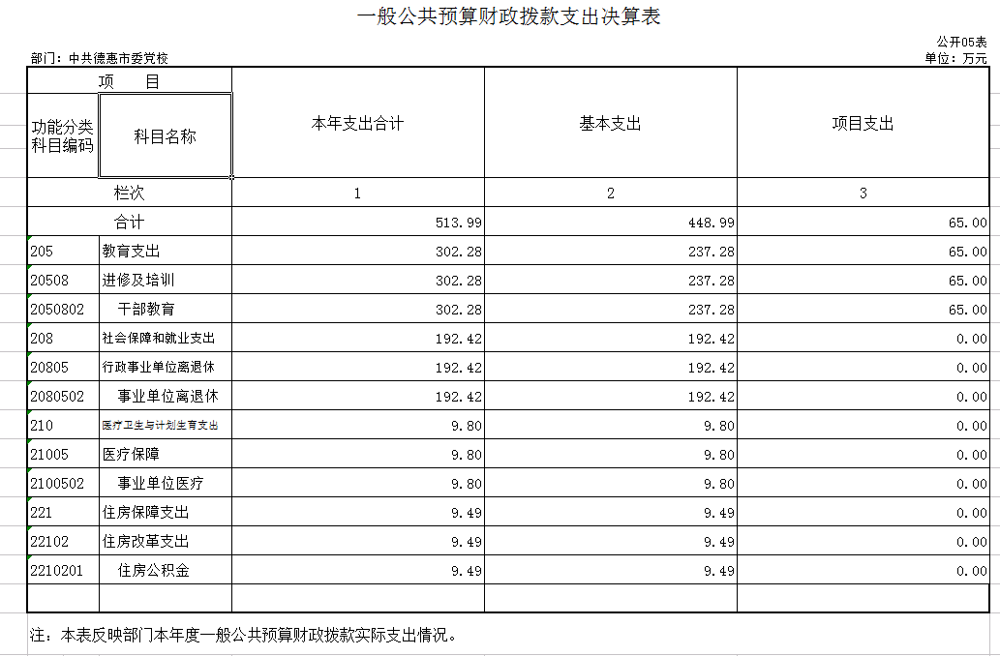 一般公共预算财政拨款支出决算表
公开05表
部门：中共德惠市委党校 单位：万元
项 目 本年支出合计 基本支出 项目支出
功能分类
科目编码 科目名称
栏次 1 2 3
合计 513.99 448.99 65.00
205 教育支出 302.28 237.28 65.00
20508 进修及培训 302.28 237.28 65.00
2050802 干部教育 302.28 237.28 65.00
208 社会保障和就业支出 192.42 192.42 0.00
20805 行政事业单位离退休 192.42 192.42 0.00
2080502 事业单位离退休 192.42 192.42 0.00
210 医疗卫生与计划生育支出 9.80 9.80 0.00
21005 医疗保障 9.80 9.80 0.00
2100502 事业单位医疗 9.80 9.80 0.00
221 住房保障支出 9.49 9.49 0.00
22102 住房改革支出 9.49 9.49 0.00
2210201 住房公积金 9.49 9.49 0.00
注：本表反映部门本年度一般公共预算财政拨款实际支出情况。